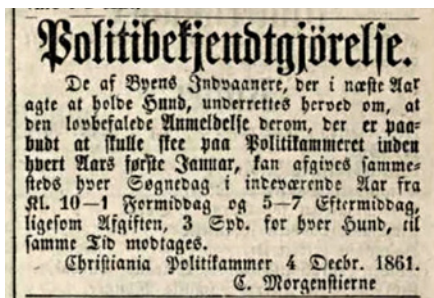 Politibekjendtgjörelse.
De af Byens Indvaanere, der i næste Aar
agte at holde Hund, underrettes herved om, at
den lovbefalede Anmeldelse derom, der er paa-
budt at skulle skee paa Politikammeret inden
hvert Aars første Januar, kan afgives samme-
steds hver Søgnedag i indeværende Aar fra
Kl. 10–1 Formiddag og 5–7 Eftermiddag,
ligesom Afgiften, 3 Spd. for hver Hund, til
samme Tid modtages.
Christiania Politikammer 4 Decbr. 1861.
C. Morgenstierne